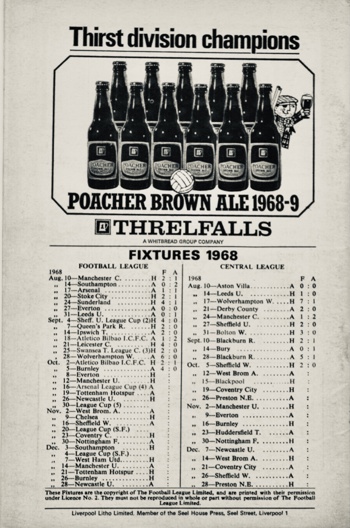 Thirst division champions
POACHER
POACHER
POACHER
POACHER
POACHER
POACHER BROWN ALE 1968-9
THRELFALLS
A WHITBREAD GROUP COMPANY
FIXTURES 1968
FOOTBALL LEAGUE
1968 F A
Aug. 10—Manchester C. H 2 : 1
„ 14—Southampton A 0 : 2
„ 17—Arsenal A 1 : 1
„ 20—Stoke City H 2 : 1
„ 24—Sunderland H 4 : 1
„ 27—Everton A 0 : 0
„ 31—Leeds U. A 0 : 1
Sept. 4—Sheff. U. League Cup (2) H 4 : 0
„ 7—Queen's Park R. H 2 : 0
„ 14—Ipswich T. A 2 : 0
„ 18—Atletico Bilbao I.C.F.C. A 1 : 2
„ 21—Leicester C. H 4 : 0
„ 25—Swansea T. League C. (3) H 2 : 0
„ 28—Wolverhampton W. A 6 : 0
Oct. 2—Atletico Bilbao I.C.F.C. H 2 : 1
„ 5—Burnley A 4 : 0
„ 8—Everton H
„ 12—Manchester U. H
„ 16—Arsenal League Cup (4) A
„ 19—Tottenham Hotspur A
„ 26—Newcastle U. H
„ 30—League Cup (5)
Nov. 2—West Brom. A. A
„ 9—Chelsea H
„ 16—Sheffield W. A
„ 20—League Cup (S.F.)
„ 23—Coventry C. H
„ 30—Nottingham F. A
Dec. 3—Southampton H
„ 4—League Cup (S.F.)
„ 7—West Ham Utd. H
„ 14—Manchester U. A
„ 21—Tottenham Hotspur H
„ 26—Burnley H
„ 28—Newcastle U. A
CENTRAL LEAGUE
1968 F A
Aug. 10—Aston Villa A 0 : 0
„ 14—Leeds U. H 1 : 0
„ 17—Wolverhampton W. H 7 : 1
„ 21—Derby County A 2 : 0
„ 24—Manchester C. A 1 : 2
„ 27—Sheffield U. H 2 : 0
„ 31—Bolton W. H 3 : 0
Sept. 10—Blackburn R. H 2 : 1
„ 14—Bury A 0 : 1
„ 28—Blackburn R. A 5 : 1
Oct. 5—Sheffield W. H 2 : 0
„ 12—West Brom A. A
„ 15—Blackpool H
„ 19—Coventry City H
„ 26—Preston N.E. A
Nov. 2—Manchester U. H
„ 9—Everton A
„ 16—Burnley H
„ 23—Huddersfield T. A
„ 30—Nottingham F. H
Dec. 7—Newcastle U. A
„ 14—West Brom A. H
„ 21—Coventry City A
„ 26—Sheffield W. A
„ 28—Preston N.E. H
These Fixtures are the copyright of The Football League Limited, and are printed with their permission
under Licence No. 2. They must not be reproduced in whole or part without permission of The Football
League Limited.
Liverpool Litho Limited, Member of the Seel House Press, Seel Street, Liverpool 1